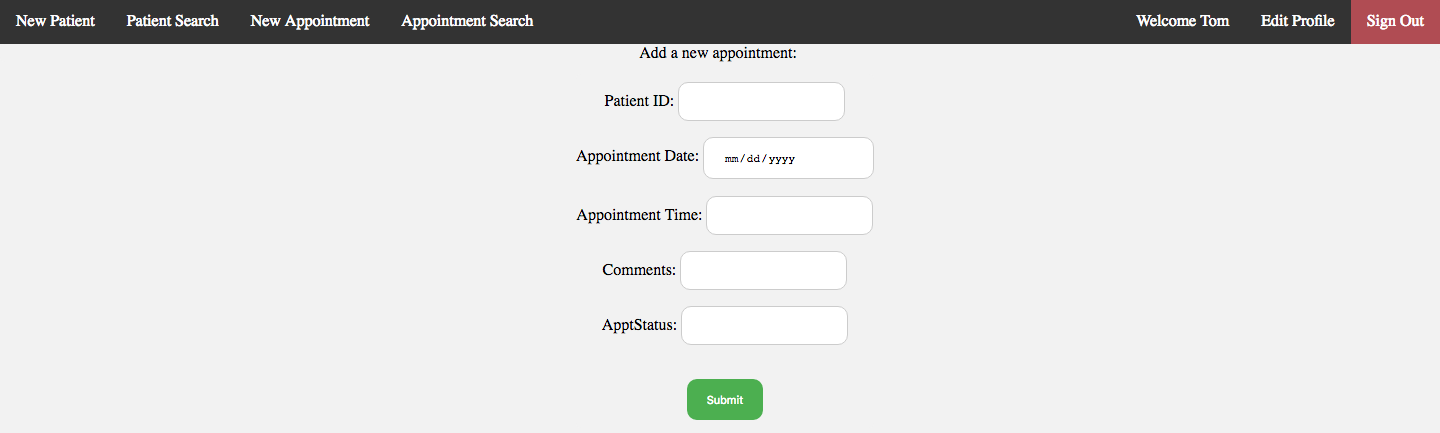 New Patient Patient Search New Appointment Appointment Search Welcome Tom Edit Profile Sign Out
Add a new appointment:
Patient ID:
Appointment Date: mm/dd/yyyy
Appointment Time:
Comments:
ApptStatus:
Submit